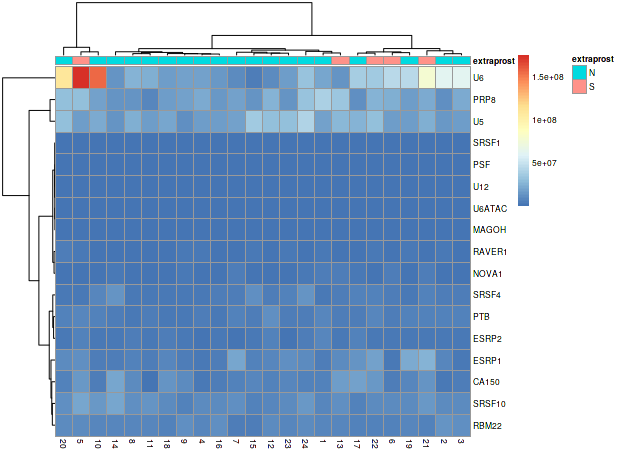 extraprost
U6
PRP8
U5
SRSF1
PSF
U12
U6ATAC
MAGOH
RAVER1
NOVA1
SRSF4
PTB
ESRP2
ESRP1
CA150
SRSF10
RBM22
20 5 10 14 8 11 18 9 4 16 7 15 12 23 24 1 13 17 22 6 19 21 2 3
1.5e+08
1e+08
5e+07
extraprost
N
S